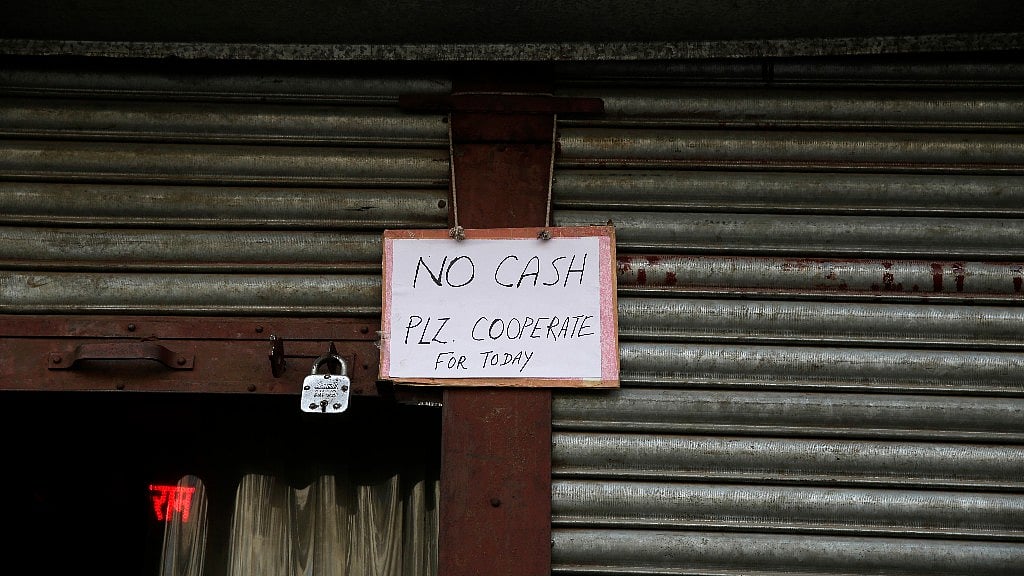 NO CASH
PLZ. COOPERATE
FOR TODAY
राम